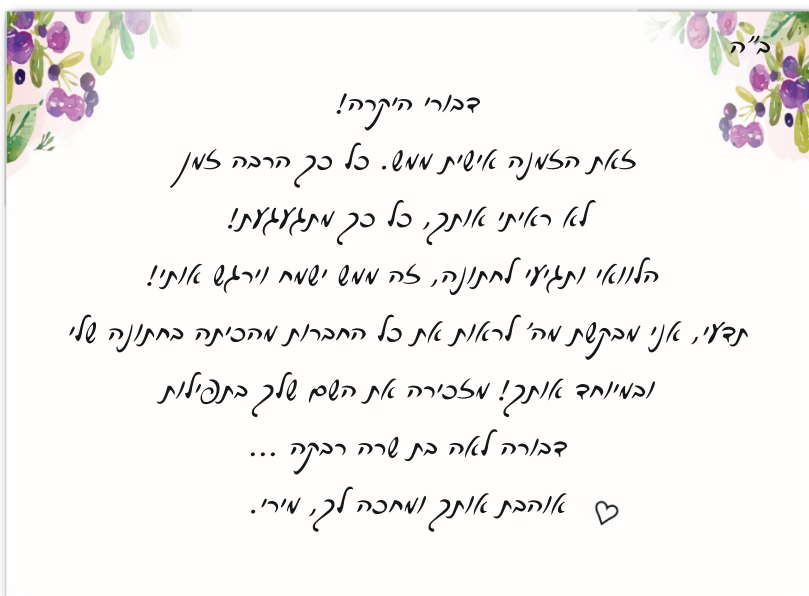 ב"ה
דבורי היקרה!
זאת הזמנה אישית ממש. כל כך הרבה זמן
לא ראיתי אותך, כל כך מתגעגעת!
הלוואי ותגיעי לחתונה, זה ממש ישמח וירגש אותי!
תדעי, אני מבקשת מה' לראות את כל החברות מהכיתה בחתונה שלי
ובמיוחד אותך! מזכירה את השם שלך בתפילות
דבורה לאה בת שרה רבקה ...
אוהבת אותך ומחכה לך, מירי.